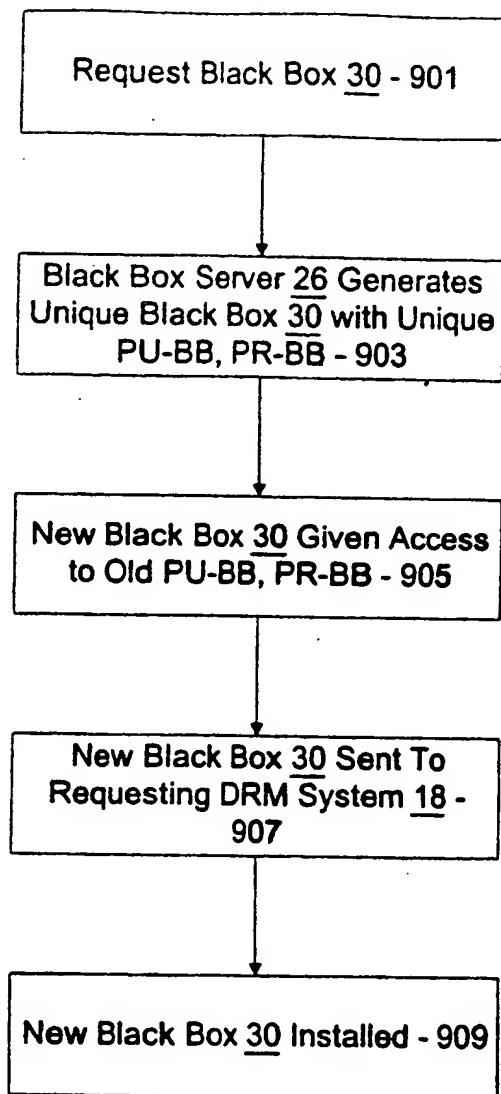 Request Black Box 30 - 901
Black Box Server 26 Generates
Unique Black Box 30 with Unique
PU-BB, PR-BB - 903
New Black Box 30 Given Access
to Old PU-BB, PR-BB - 905
New Black Box 30 Sent To
Requesting DRM System 18 -
907
New Black Box 30 Installed - 909